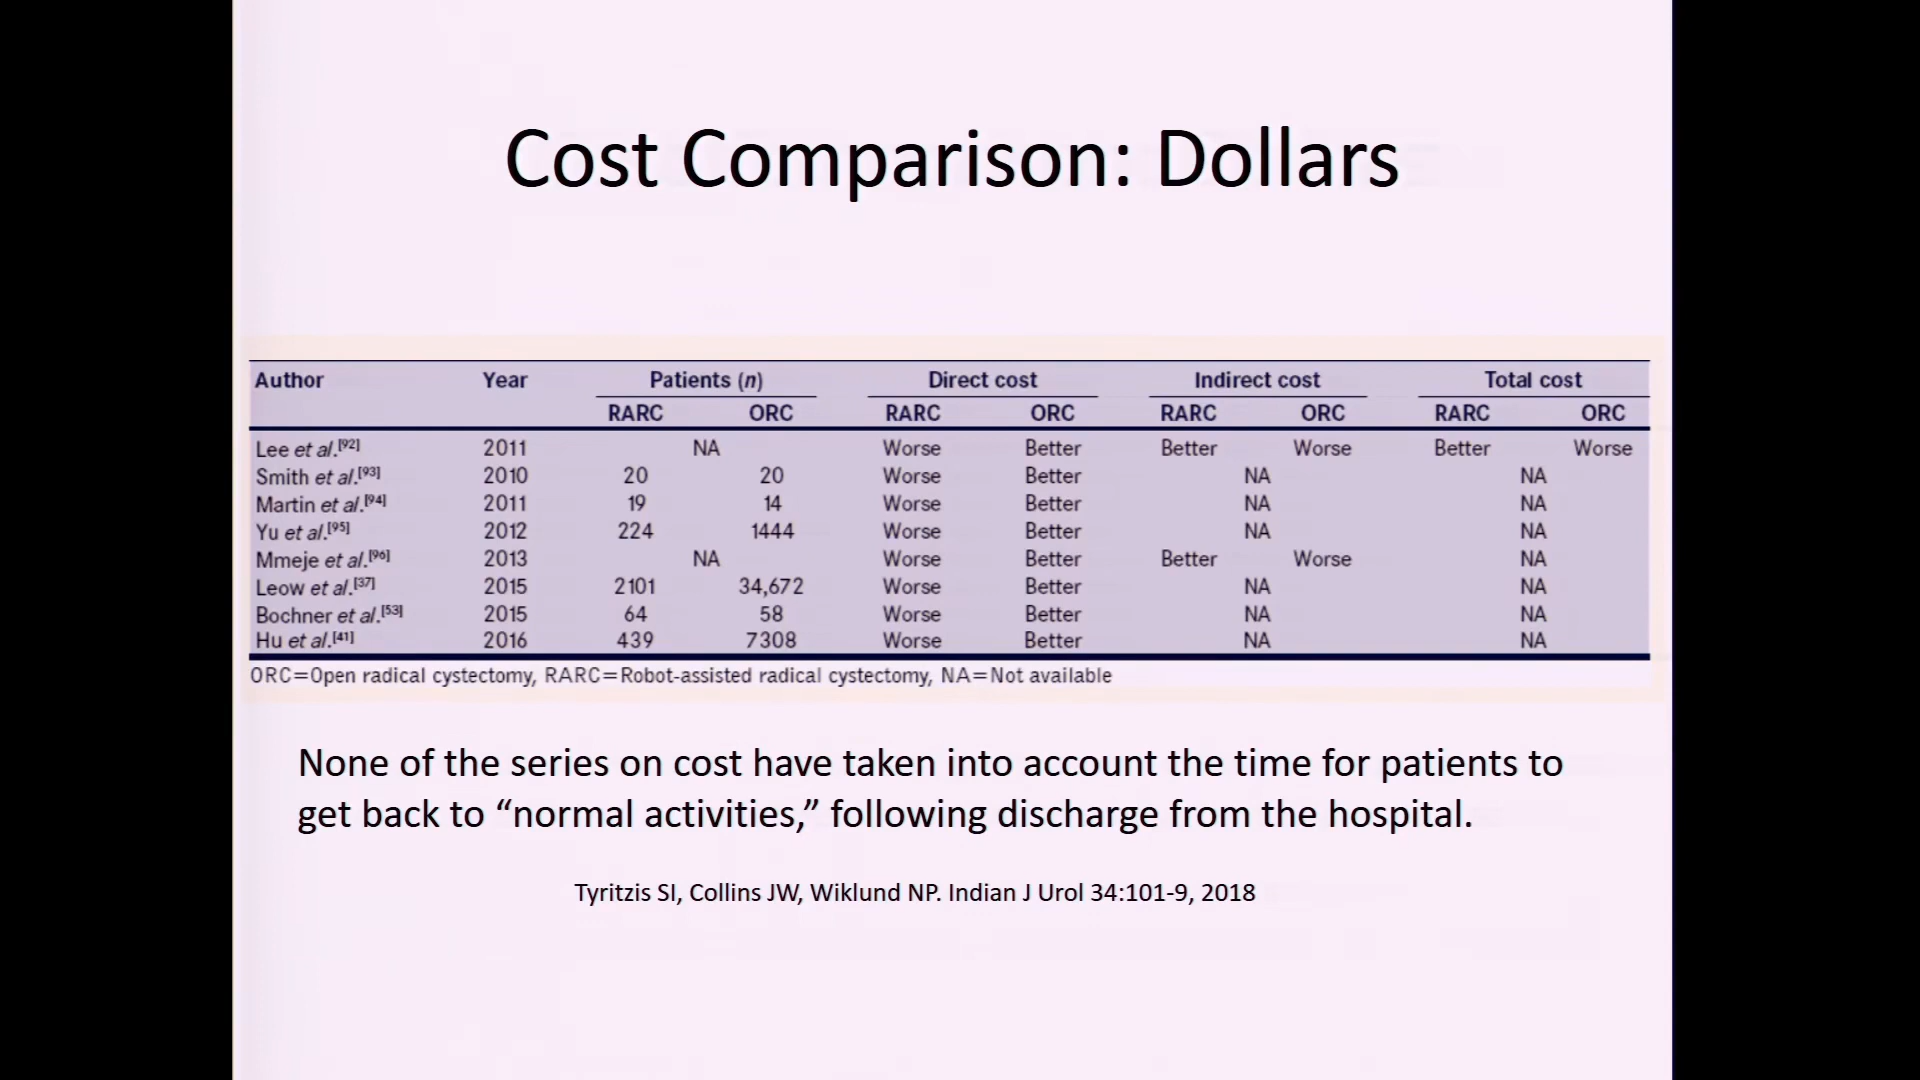 Cost Comparison: Dollars
Author Year Patients (n) Direct cost Indirect cost Total cost
RARC ORC RARC ORC RARC ORC RARC ORC
Lee et al.[92] 2011 NA Worse Better Better Worse Better Worse
Smith et al.[93] 2010 20 20 Worse Better NA NA
Martin et al.[94] 2011 19 14 Worse Better NA NA
Yu et al.[95] 2012 224 1444 Worse Better NA NA
Mmeje et al.[96] 2013 NA Worse Better Better Worse NA
Leow et al.[37] 2015 2101 34,672 Worse Better NA NA
Bochner et al.[53] 2015 64 58 Worse Better NA NA
Hu et al.[41] 2016 439 7308 Worse Better NA NA
ORC=Open radical cystectomy, RARC=Robot-assisted radical cystectomy, NA=Not available
None of the series on cost have taken into account the time for patients to
get back to “normal activities,” following discharge from the hospital.
Tyritzis SI, Collins JW, Wiklund NP. Indian J Urol 34:101-9, 2018